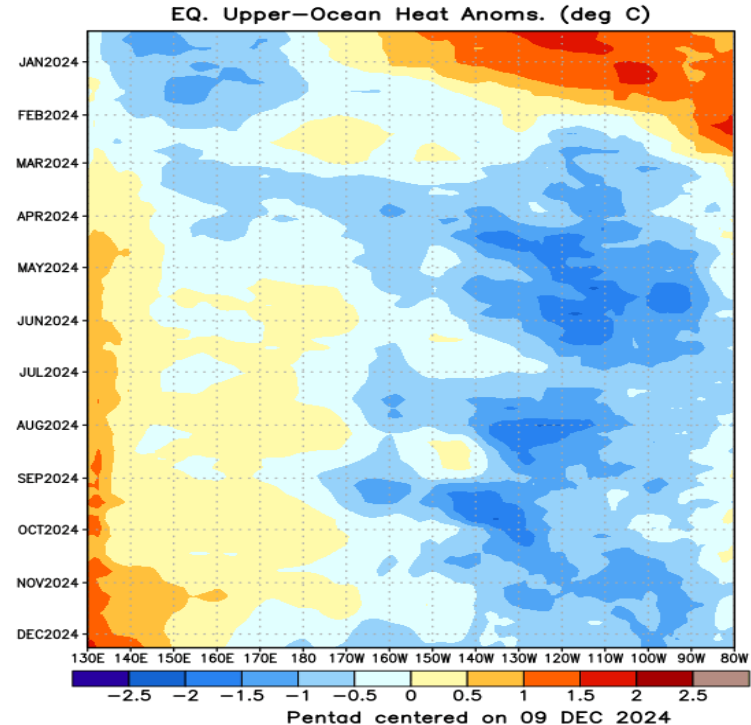 EQ. Upper-Ocean Heat Anoms. (deg C)
JAN2024
FEB2024
MAR2024
APR2024
MAY2024
JUN2024
JUL2024
AUG2024
SEP2024
OCT2024
NOV2024
DEC2024
130E 140E 150E 160E 170E 180 170W 160W 150W 140W 130W 120W 110W 100W 90W 80W
-2.5 -2 -1.5 -1 -0.5 0 0.5 1 1.5 2 2.5
Pentad centered on 09 DEC 2024